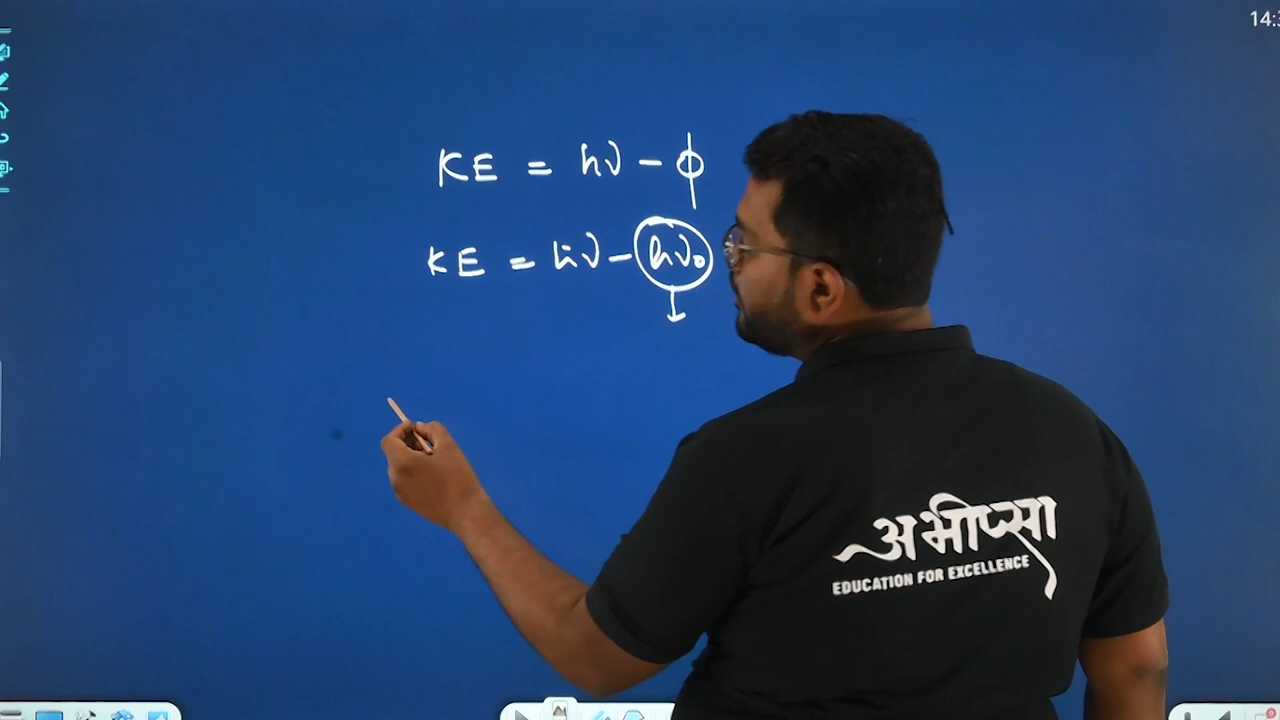 14:3
KE = hν − ϕ
KE = hν − hν₀
अभीप्सा
EDUCATION FOR EXCELLENCE